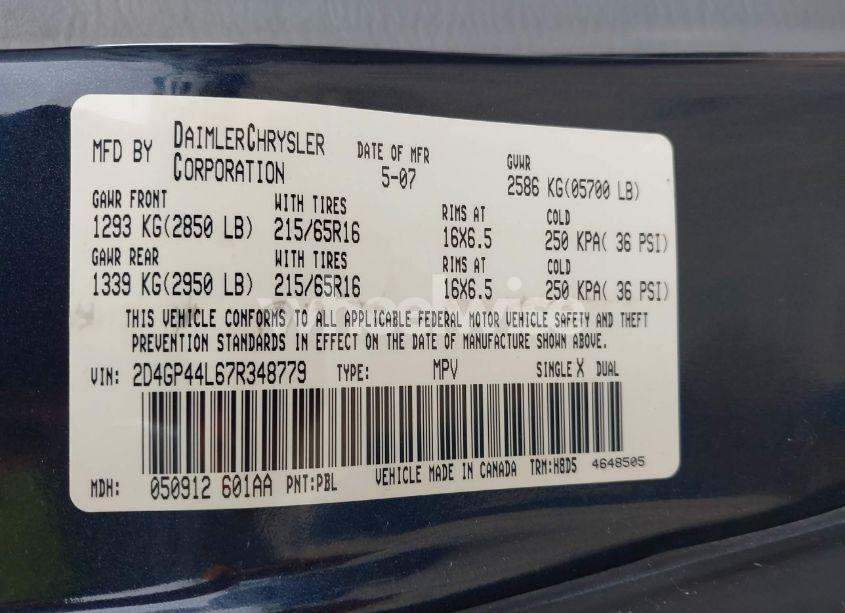 MFD BY DAIMLERCHRYSLER CORPORATION DATE OF MFR 5-07 GVWR 2586 KG(05700 LB)
GAWR FRONT WITH TIRES RIMS AT COLD
1293 KG(2850 LB) 215/65R16 16X6.5 250 KPA( 36 PSI)
GAWR REAR WITH TIRES RIMS AT COLD
1339 KG(2950 LB) 215/65R16 16X6.5 250 KPA( 36 PSI)
THIS VEHICLE CONFORMS TO ALL APPLICABLE FEDERAL MOTOR VEHICLE SAFETY AND THEFT
PREVENTION STANDARDS IN EFFECT ON THE DATE OF MANUFACTURE SHOWN ABOVE.
VIN: 2D4GP44L67R348779 TYPE: MPV SINGLE X DUAL
MDH: 050912 601AA PNT:PBL VEHICLE MADE IN CANADA TRM:H8D5 4648505